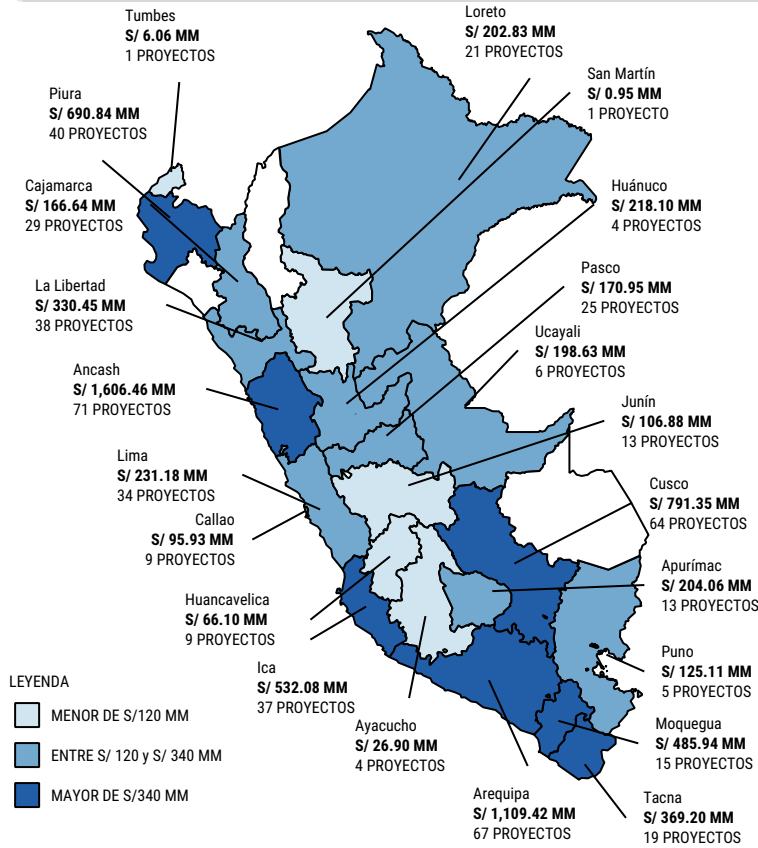 Tumbes
S/ 6.06 MM
1 PROYECTOS
Loreto
S/ 202.83 MM
21 PROYECTOS
San Martín
S/ 0.95 MM
1 PROYECTO
Piura
S/ 690.84 MM
40 PROYECTOS
Cajamarca
S/ 166.64 MM
29 PROYECTOS
Huánuco
S/ 218.10 MM
4 PROYECTOS
La Libertad
S/ 330.45 MM
38 PROYECTOS
Pasco
S/ 170.95 MM
25 PROYECTOS
Ucayali
S/ 198.63 MM
6 PROYECTOS
Ancash
S/ 1,606.46 MM
71 PROYECTOS
Junín
S/ 106.88 MM
13 PROYECTOS
Lima
S/ 231.18 MM
34 PROYECTOS
Cusco
S/ 791.35 MM
64 PROYECTOS
Callao
S/ 95.93 MM
9 PROYECTOS
Apurímac
S/ 204.06 MM
13 PROYECTOS
Huancavelica
S/ 66.10 MM
9 PROYECTOS
Puno
S/ 125.11 MM
5 PROYECTOS
Ica
S/ 532.08 MM
37 PROYECTOS
Ayacucho
S/ 26.90 MM
4 PROYECTOS
Moquegua
S/ 485.94 MM
15 PROYECTOS
Arequipa
S/ 1,109.42 MM
67 PROYECTOS
Tacna
S/ 369.20 MM
19 PROYECTOS
LEYENDA
MENOR DE S/120 MM
ENTRE S/ 120 y S/ 340 MM
MAYOR DE S/340 MM